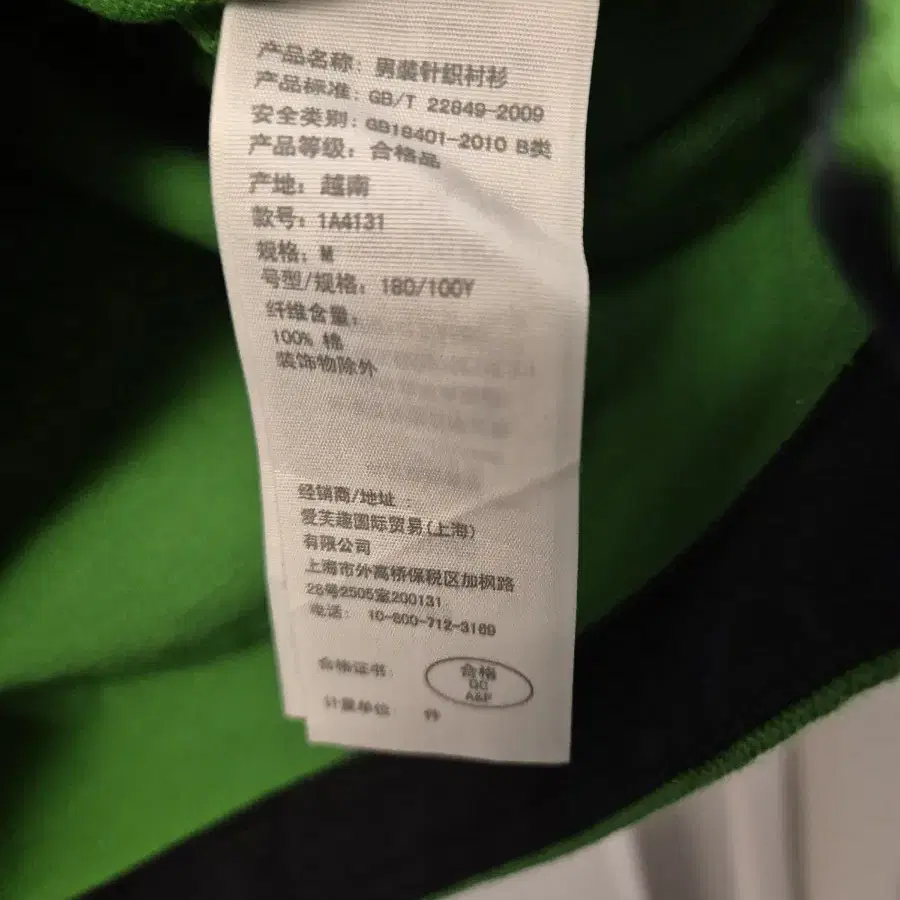 产品名称：男装针织衬衫
产品标准：GB/T 22849-2009
安全类别：GB18401-2010 B类
产品等级：合格品
产地：越南
款号：1A4131
规格：M
号型/规格：180/100Y
纤维含量：
100% 棉
装饰物除外
经销商/地址：
爱芙趣国际贸易(上海)
有限公司
上海市外高桥保税区加枫路
26号2505室200131
电话： 10-800-712-3169
合格证书：
合格
QC
A&F
计量单位： 件